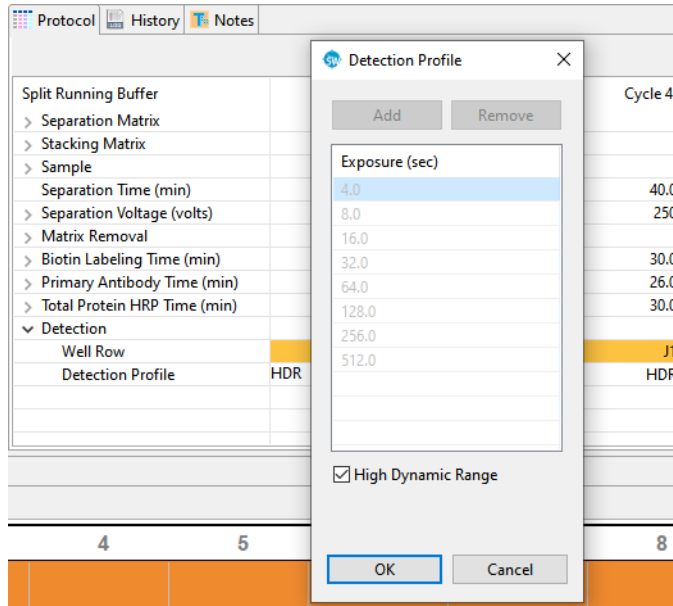 Protocol History Notes
Detection Profile
Split Running Buffer Cycle 4
Add Remove
Separation Matrix
Stacking Matrix
Sample
Separation Time (min) 40.0
Separation Voltage (volts) 250
Matrix Removal
Biotin Labeling Time (min) 30.0
Primary Antibody Time (min) 26.0
Total Protein HRP Time (min) 30.0
Detection
Well Row J1
Detection Profile HDR HDR
Exposure (sec)
4.0
8.0
16.0
32.0
64.0
128.0
256.0
512.0
High Dynamic Range
OK Cancel
4 5 8